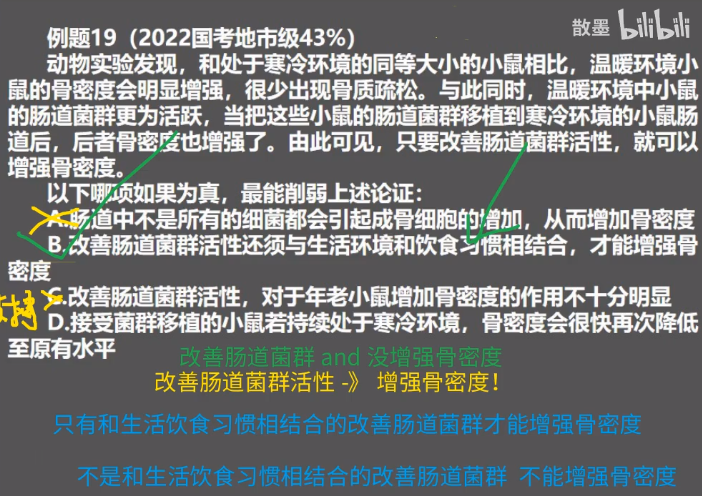 散墨 bilibili
例题19（2022国考地市级43%）
动物实验发现，和处于寒冷环境的同等大小的小鼠相比，温暖环境小
鼠的骨密度会明显增强，很少出现骨质疏松。与此同时，温暖环境中小鼠
的肠道菌群更为活跃，当把这些小鼠的肠道菌群移植到寒冷环境的小鼠肠
道后，后者骨密度也增强了。由此可见，只要改善肠道菌群活性，就可以
增强骨密度。
以下哪项如果为真，最能削弱上述论证：
A.肠道中不是所有的细菌都会引起成骨细胞的增加，从而增加骨密度
B.改善肠道菌群活性还须与生活环境和饮食习惯相结合，才能增强骨
密度
C.改善肠道菌群活性，对于年老小鼠增加骨密度的作用不十分明显
D.接受菌群移植的小鼠若持续处于寒冷环境，骨密度会很快再次降低
至原有水平
改善肠道菌群 and 没增强骨密度
改善肠道菌群活性 -》 增强骨密度！
只有和生活饮食习惯相结合的改善肠道菌群才能增强骨密度
不是和生活饮食习惯相结合的改善肠道菌群 不能增强骨密度